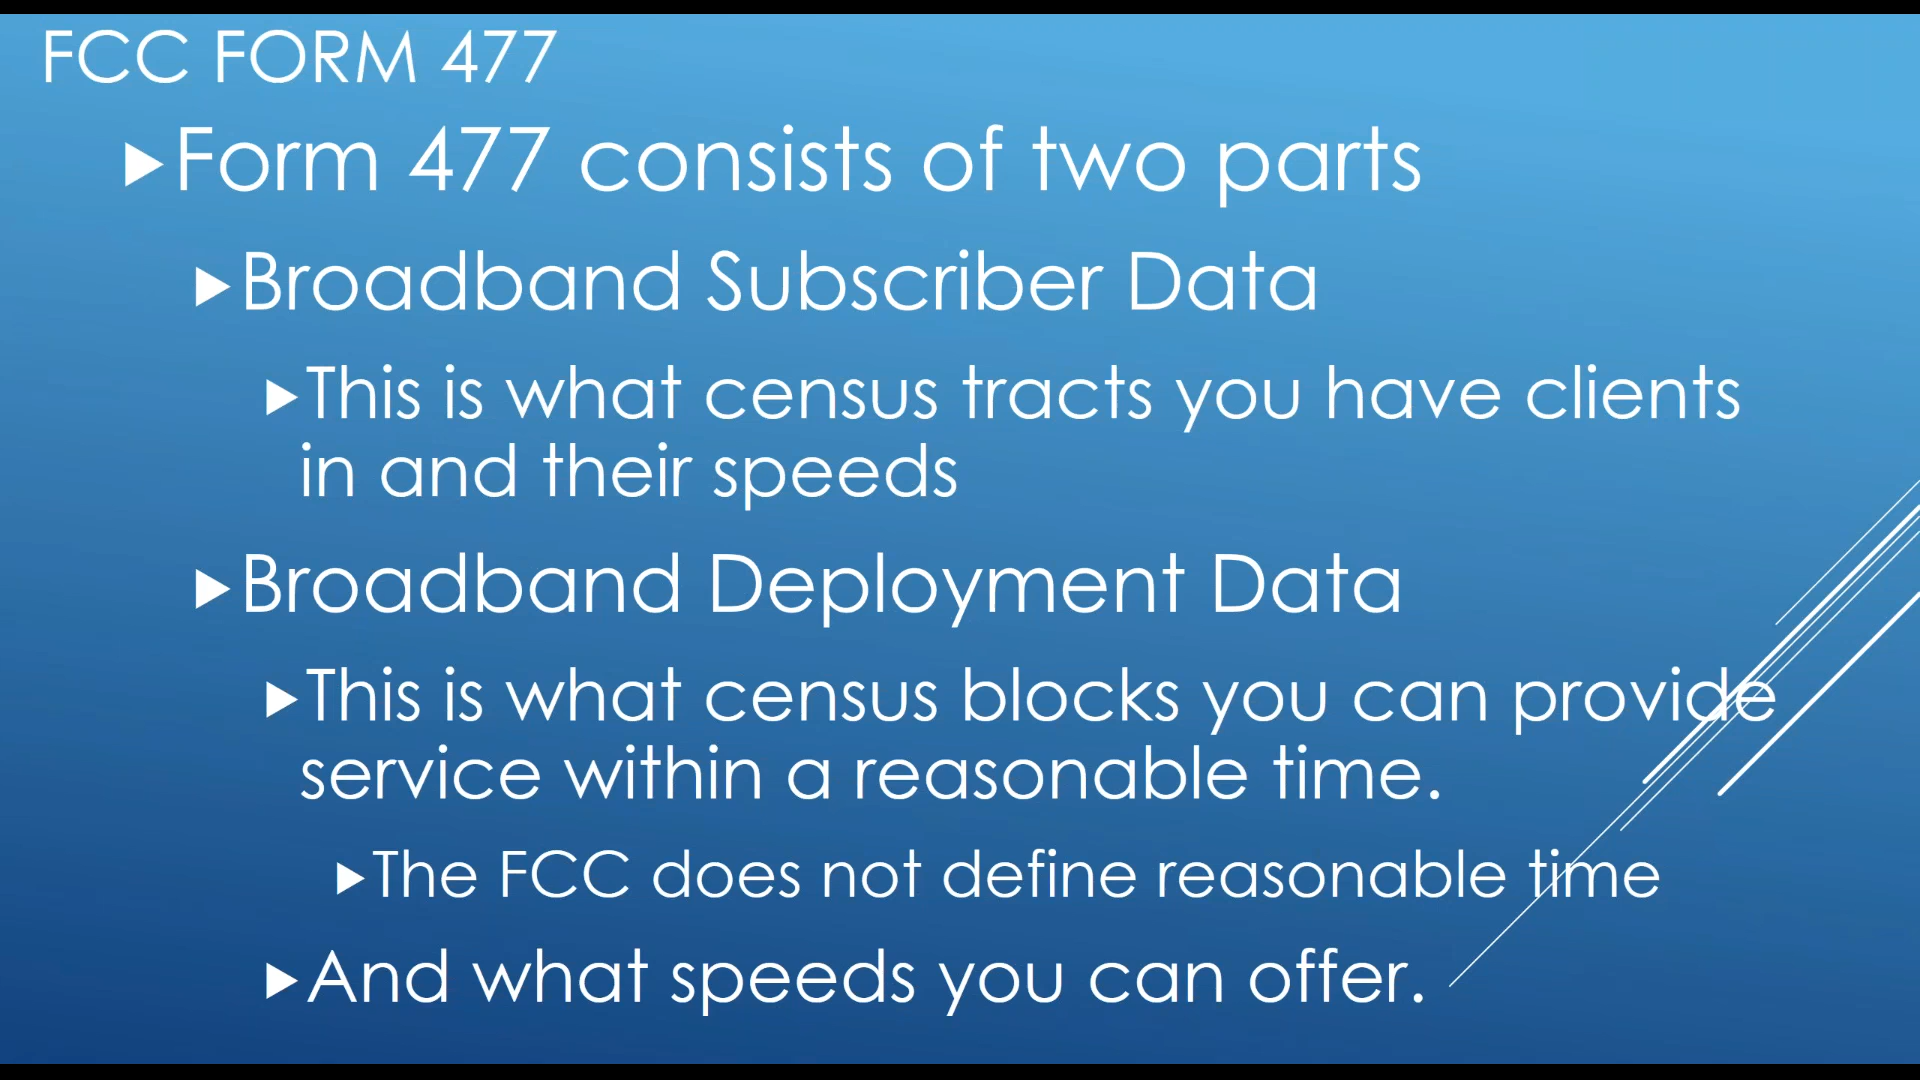 FCC FORM 477
Form 477 consists of two parts
Broadband Subscriber Data
This is what census tracts you have clients
in and their speeds
Broadband Deployment Data
This is what census blocks you can provide
service within a reasonable time.
The FCC does not define reasonable time
And what speeds you can offer.